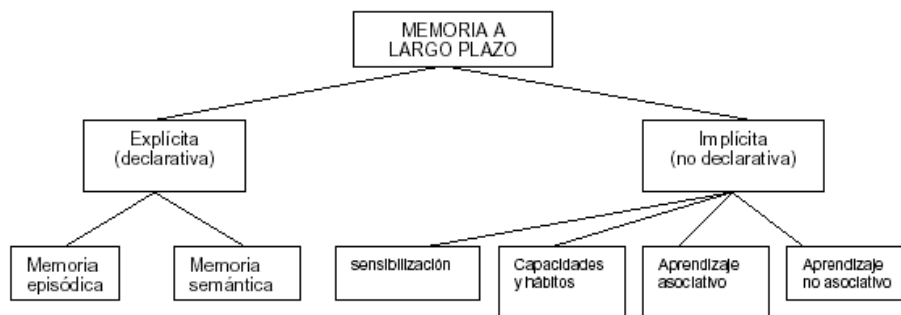 MEMORIA A
LARGO PLAZO
Explícita
(declarativa)
Implícita
(no declarativa)
Memoria
episódica
Memoria
semántica
sensibilización
Capacidades
y hábitos
Aprendizaje
asociativo
Aprendizaje
no asociativo